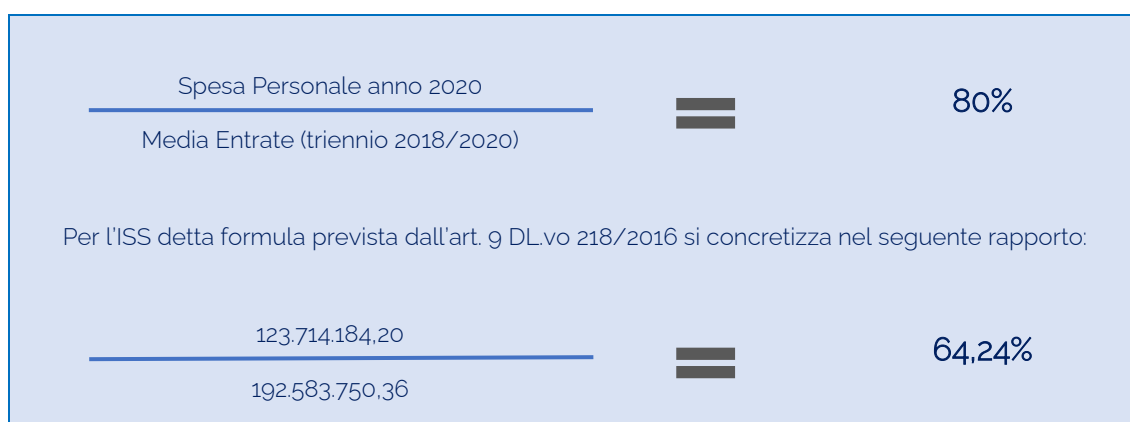 Spesa Personale anno 2020
80%
Media Entrate (triennio 2018/2020)
Per l'ISS detta formula prevista dall'art. 9 DL.vo 218/2016 si concretizza nel seguente rapporto:
123.714.184,20
64,24%
192.583.750,36